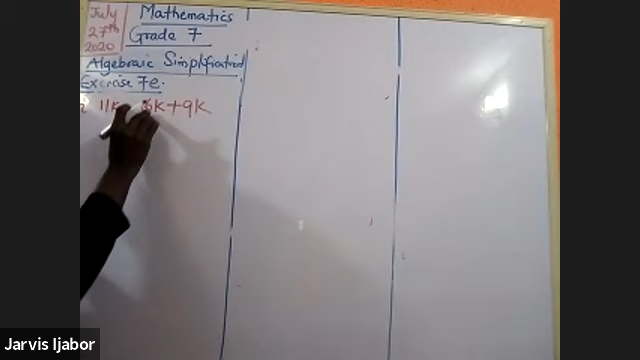 July
27th
2020
Mathematics
Grade 7
Algebraic Simplification
Exercise 7e.
11k
6k+9k
Jarvis Ijabor